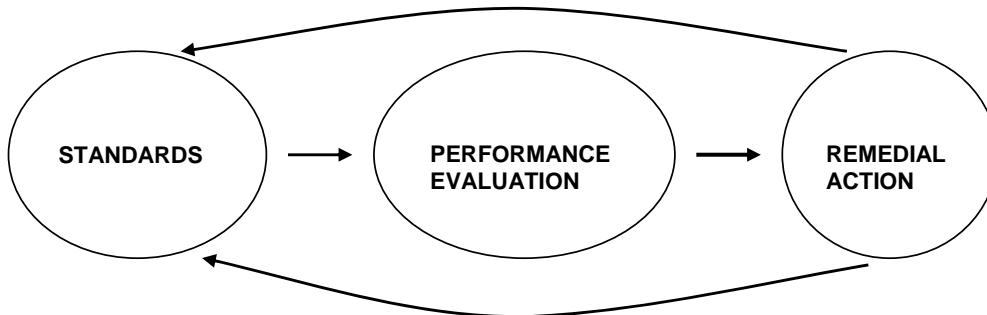 STANDARDS
PERFORMANCE
EVALUATION
REMEDIAL
ACTION